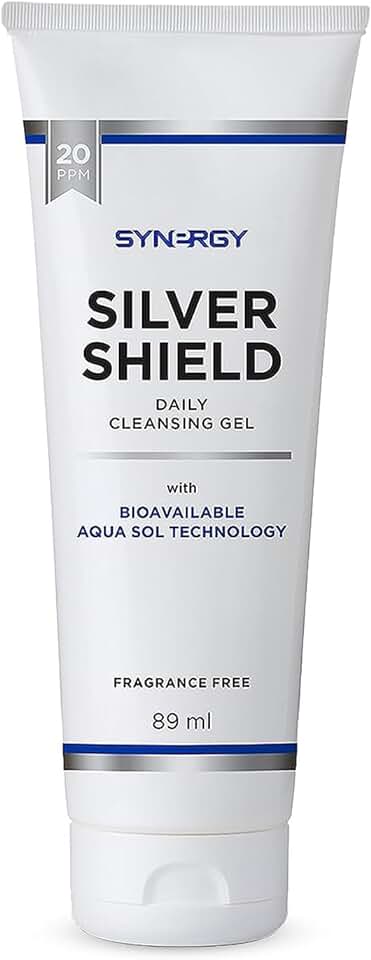 20
PPM
SYNERGY
SILVER
SHIELD
DAILY
CLEANSING GEL
with
BIOAVAILABLE
AQUA SOL TECHNOLOGY
FRAGRANCE FREE
89 ml